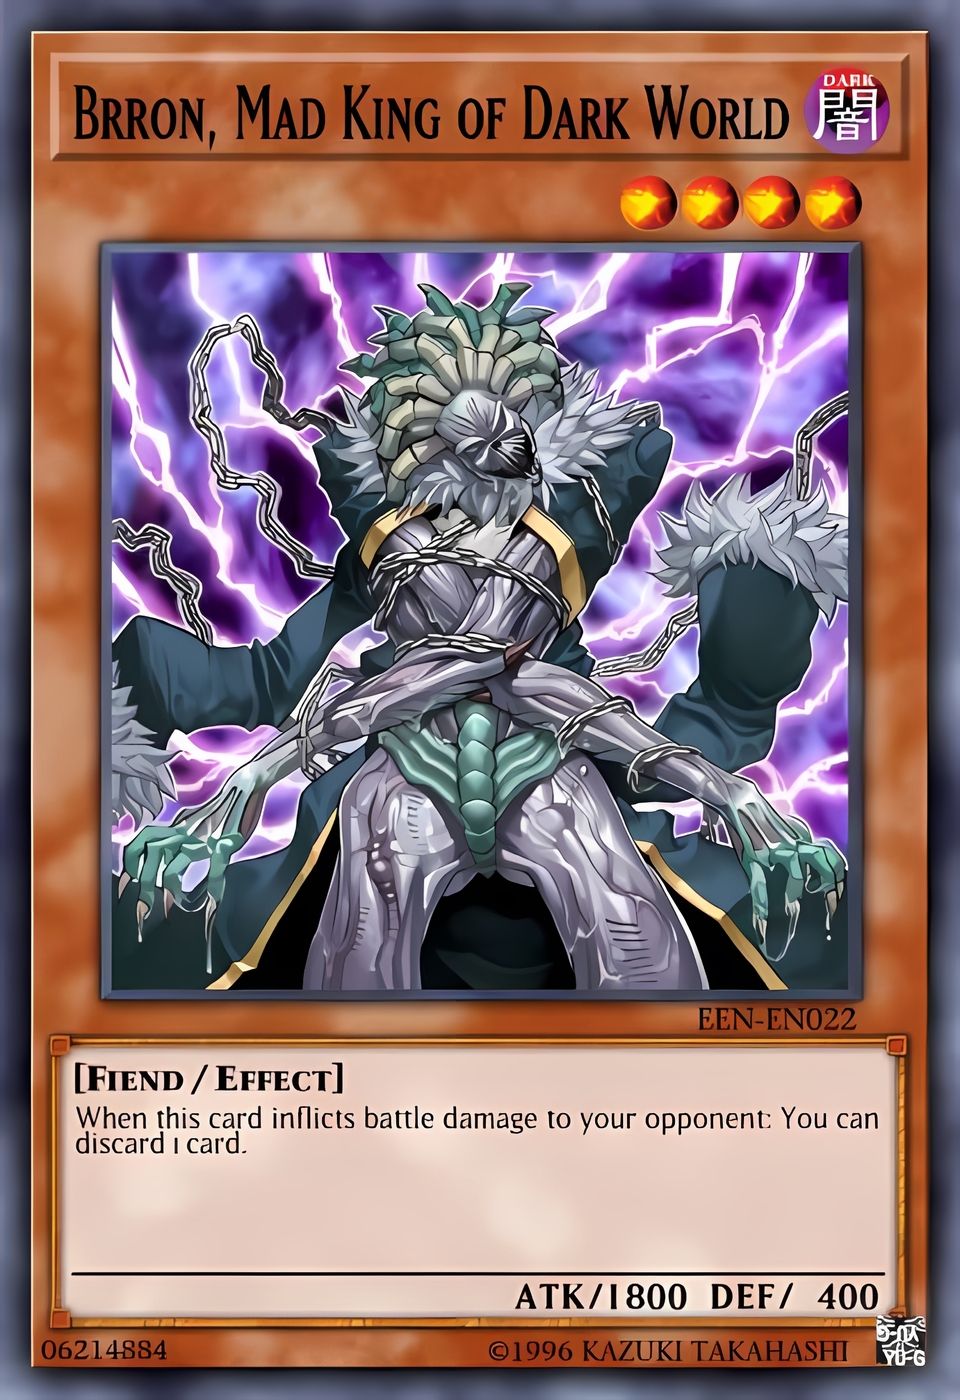 Brron, Mad King of Dark World
DARK
闇
EEN-EN022
[Fiend / Effect]
When this card inflicts battle damage to your opponent: You can
discard 1 card.
ATK/1800 DEF/ 400
06214884
©1996 KAZUKI TAKAHASHI